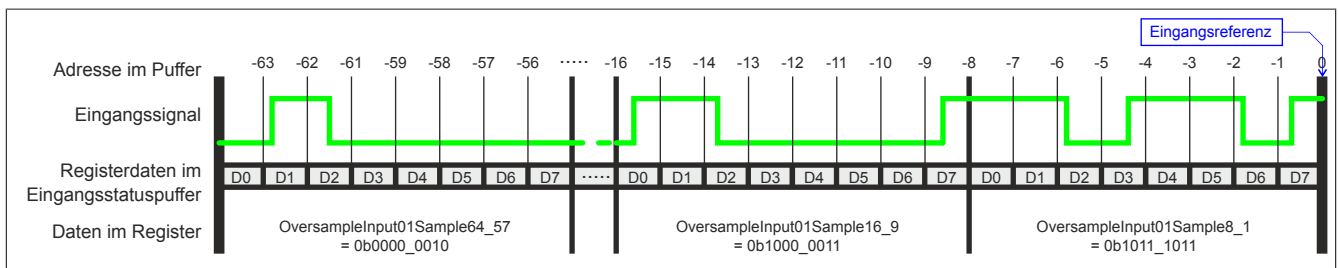 Eingangsreferenz
Adresse im Puffer -63 -62 -61 -59 -58 -57 -56 ····· -16 -15 -14 -13 -12 -11 -10 -9 -8 -7 -6 -5 -4 -3 -2 -1 0
Eingangssignal
Registerdaten im
Eingangsstatuspuffer
D0 D1 D2 D3 D4 D5 D6 D7 ····· D0 D1 D2 D3 D4 D5 D6 D7 D0 D1 D2 D3 D4 D5 D6 D7
Daten im Register
OversampleInput01Sample64_57
= 0b0000_0010
OversampleInput01Sample16_9
= 0b1000_0011
OversampleInput01Sample8_1
= 0b1011_1011